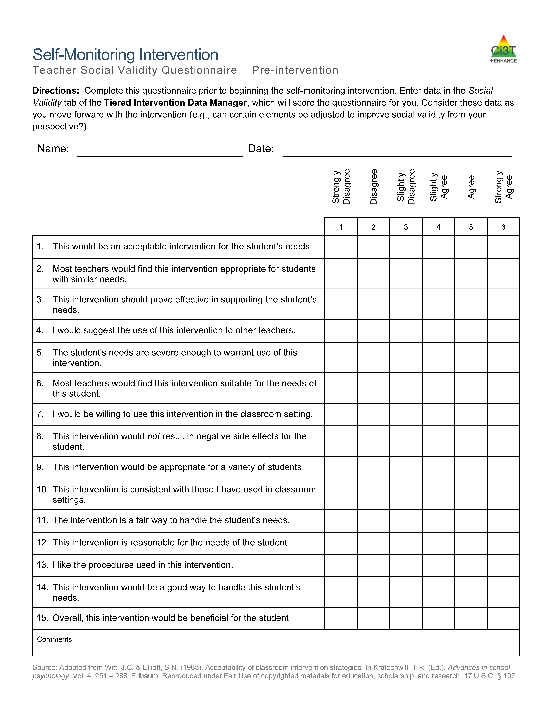 Self-Monitoring Intervention
Teacher Social Validity Questionnaire Pre-intervention
CI3T
ENHANCE
Directions: Complete this questionnaire prior to beginning the self-monitoring intervention. Enter data in the Social
Validity tab of the Tiered Intervention Data Manager, which will score the questionnaire for you. Consider these data as
you move forward with the intervention (e.g., can certain elements be adjusted to improve social validity from your
perspective?)
Name: Date:
Strongly Disagree
Disagree
Slightly Disagree
Slightly Agree
Agree
Strongly Agree
1 2 3 4 5 6
1. This would be an acceptable intervention for the student's needs
2. Most teachers would find this intervention appropriate for students
with similar needs.
3. This intervention should prove effective in supporting the student's
needs.
4. I would suggest the use of this intervention to other teachers.
5. The student's needs are severe enough to warrant use of this
intervention.
6. Most teachers would find this intervention suitable for the needs of
this student.
7. I would be willing to use this intervention in the classroom setting.
8. This intervention would not result in negative side effects for the
student.
9. This intervention would be appropriate for a variety of students.
10. This intervention is consistent with those I have used in classroom
settings.
11. The intervention is a fair way to handle the student's needs.
12. This intervention is reasonable for the needs of the student
13. I like the procedures used in this intervention.
14. This intervention would be a good way to handle this student's
needs.
15. Overall, this intervention would be beneficial for the student
Comments
Source: Adapted from Witt, J.C. & Elliott, S.N. (1985). Acceptability of classroom intervention strategies. In Kratochwill, T.R. (Ed.), Advances in school
psychology, Vol. 4, 251 – 288. Erlbaum. Reproduced under Fair Use of copyrighted materials for education, scholarship, and research. 17 U.S.C. § 107